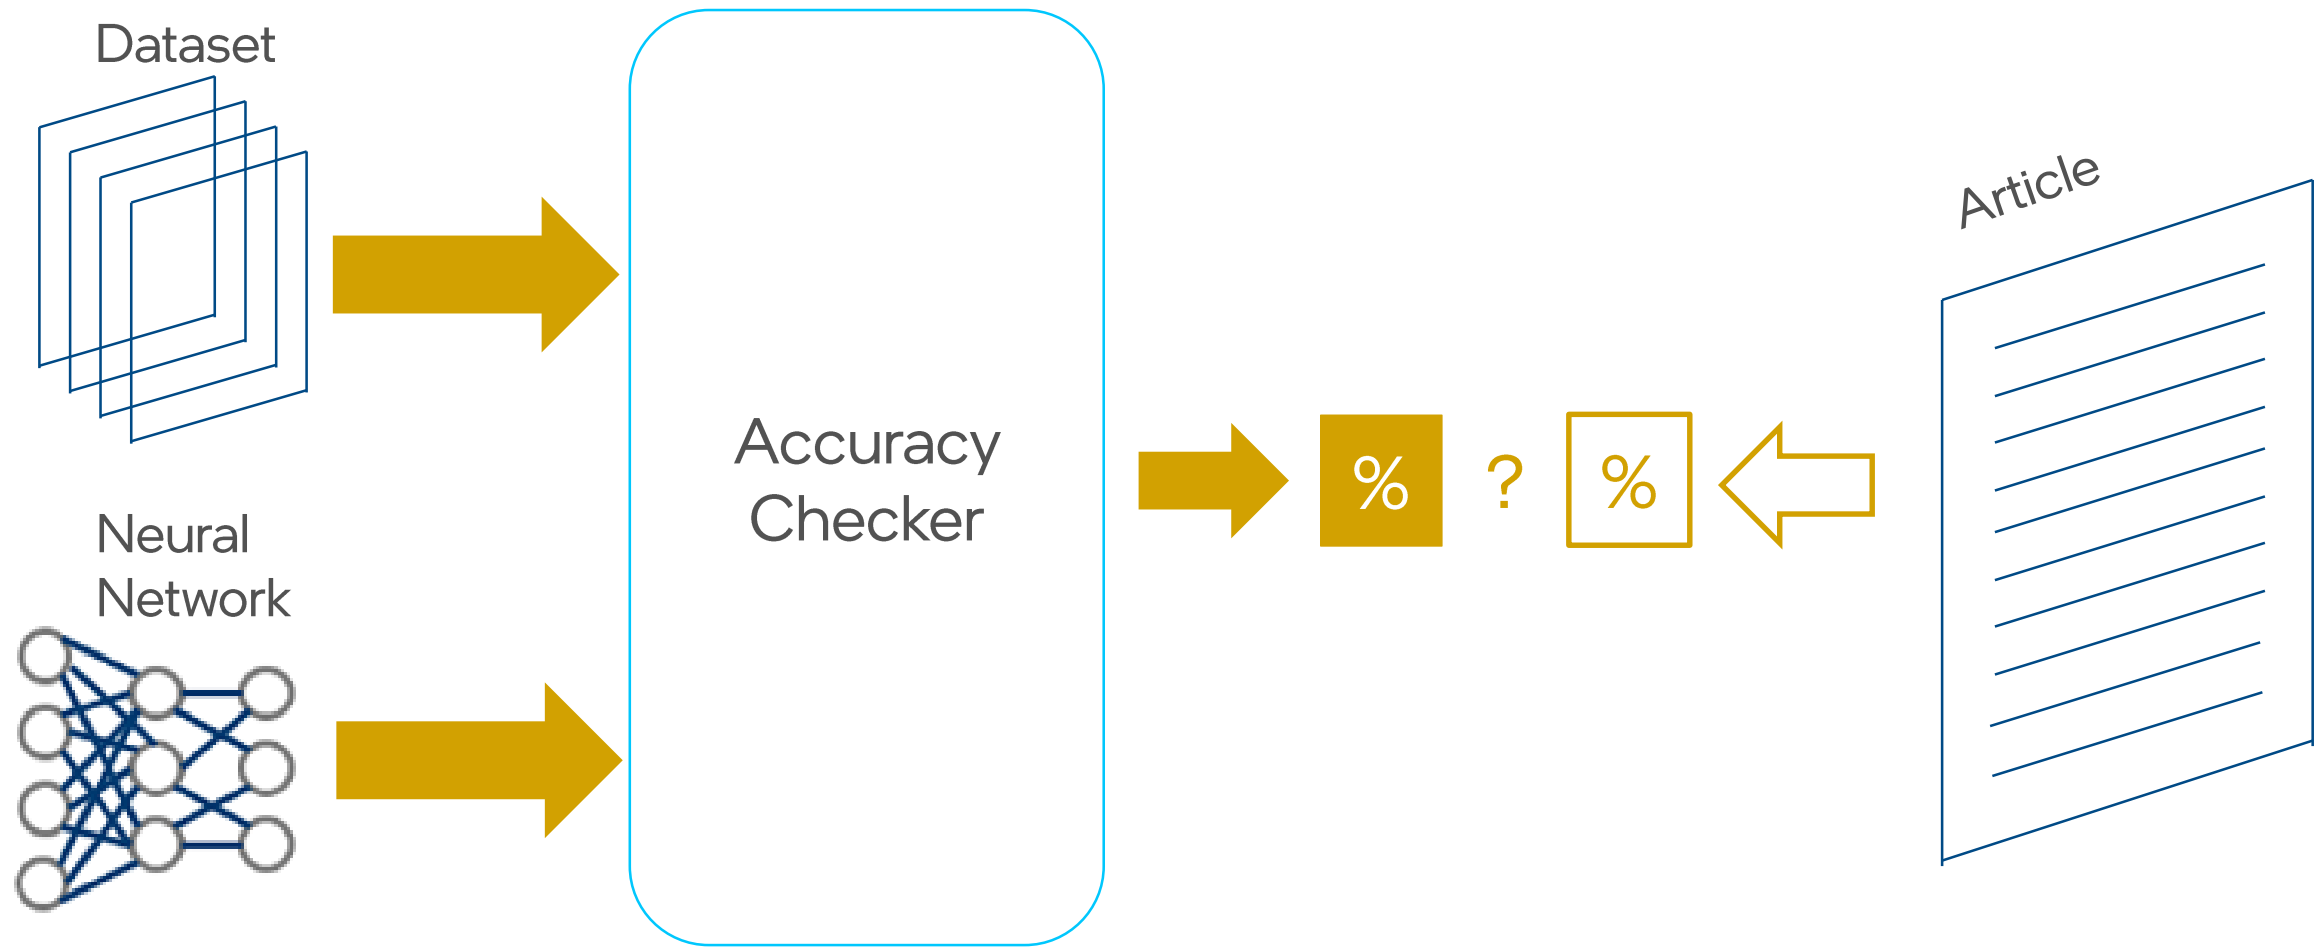 Dataset
Neural
Network
Accuracy
Checker
% ? %
Article